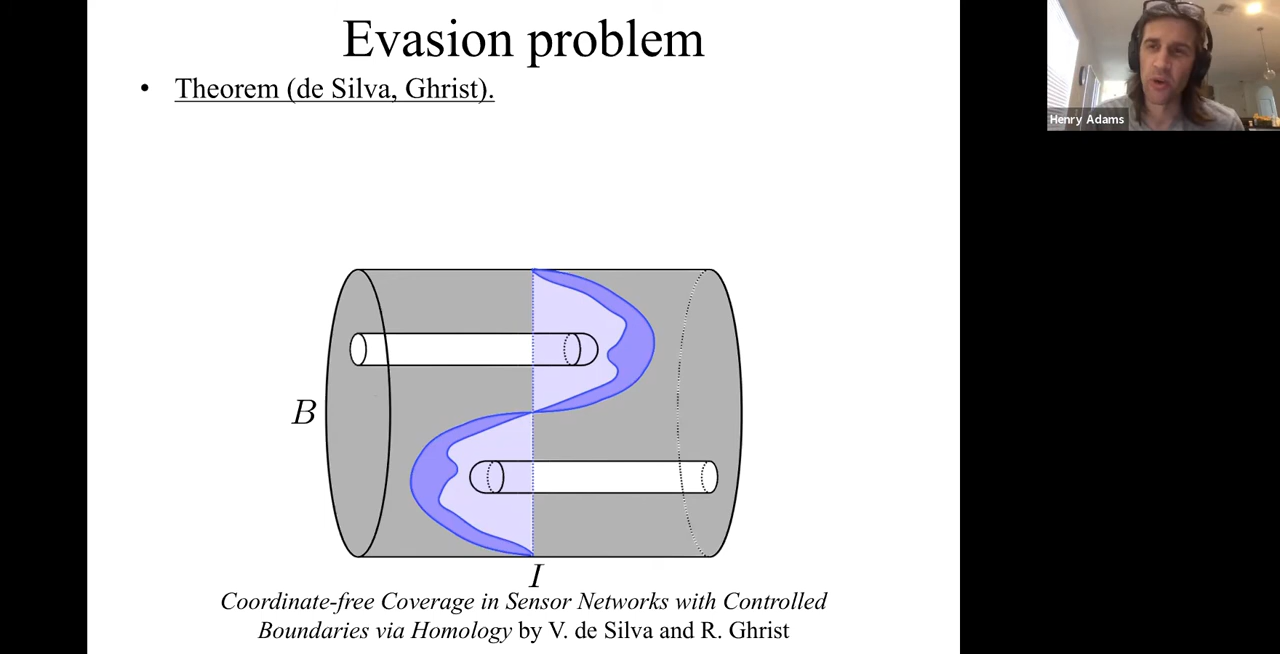 Evasion problem
• Theorem (de Silva, Ghrist).
Henry Adams
B
I
Coordinate-free Coverage in Sensor Networks with Controlled
Boundaries via Homology by V. de Silva and R. Ghrist